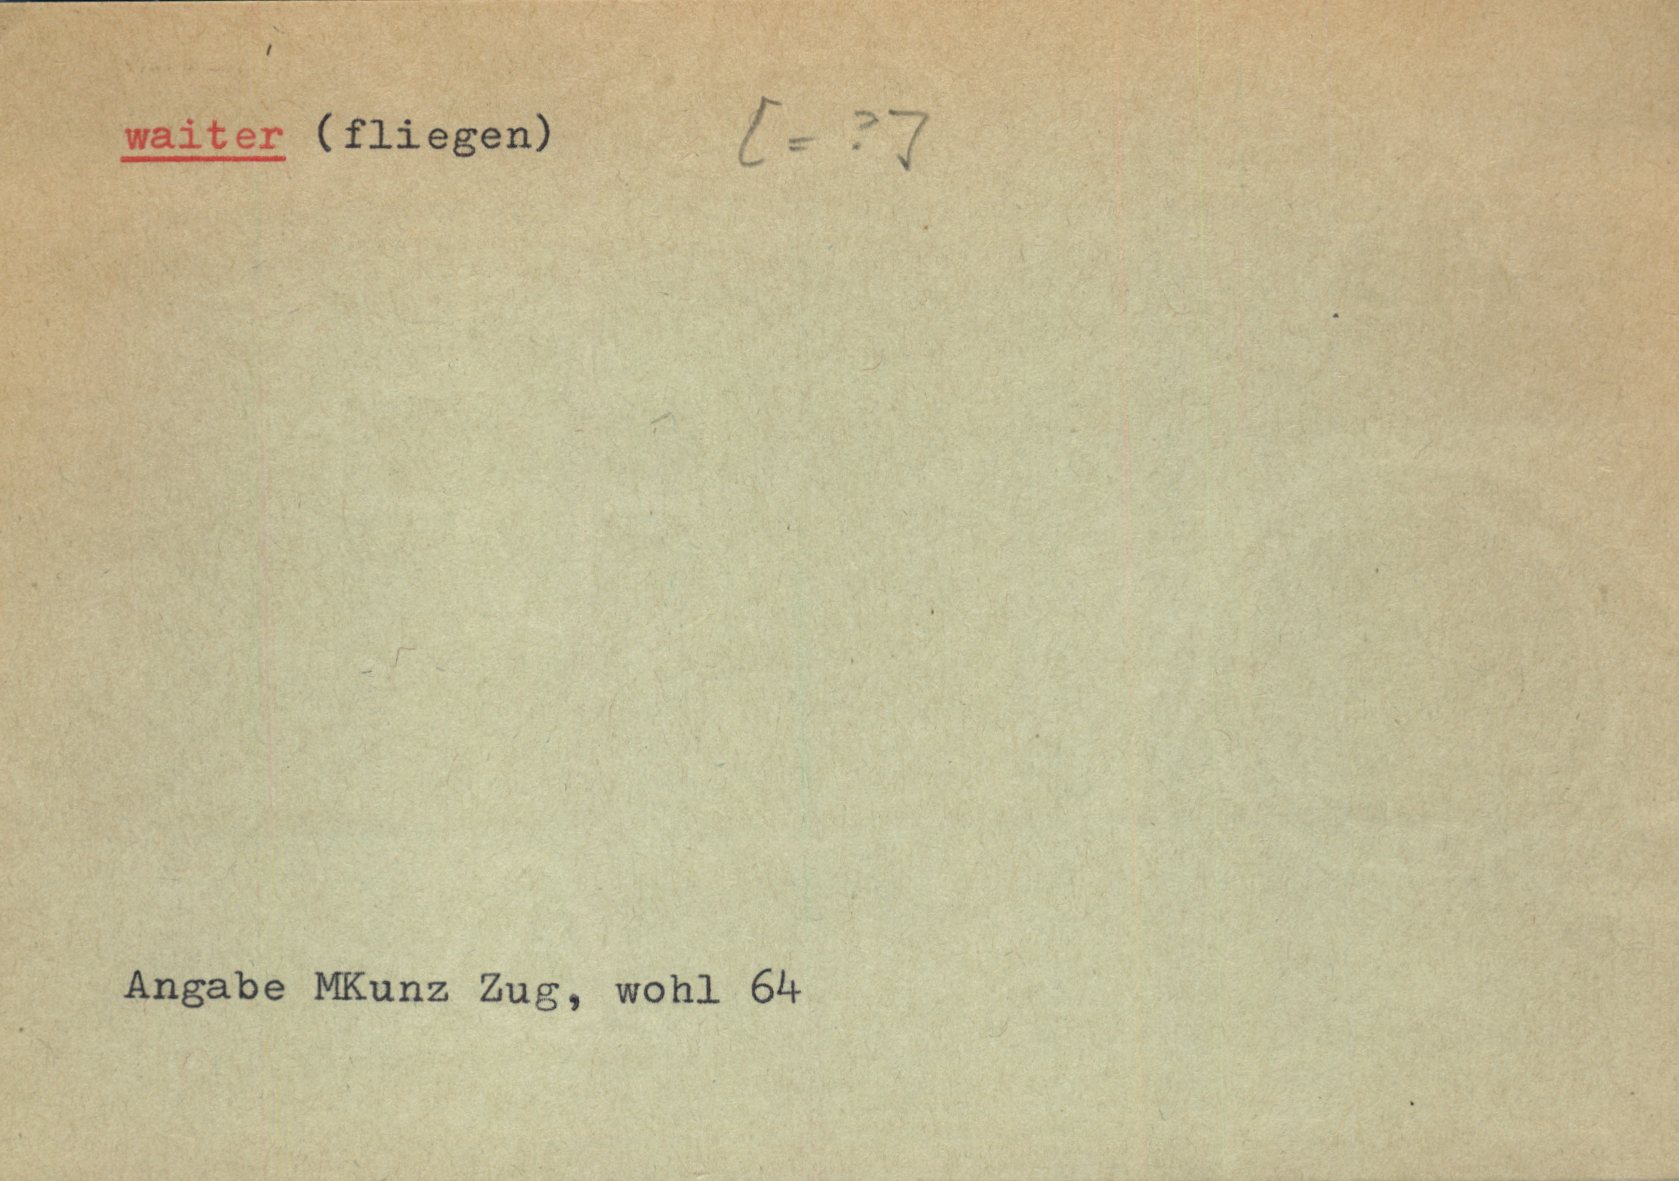 waiter (fliegen) [= ?]
Angabe MKunz Zug, wohl 64